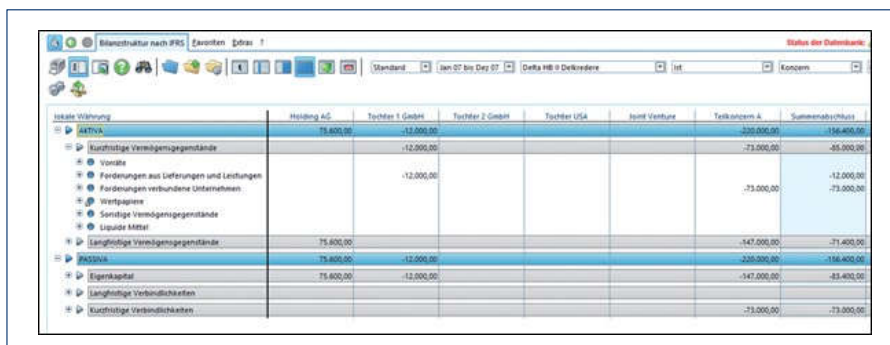 Bilanzstruktur nach IFRS Favoriten Extras ? Status der Datenbank:
Standard Jan 07 bis Dez 07 Delta HB II Delkredere Ist Konzern
lokale Währung Holding AG Tochter 1 GmbH Tochter 2 GmbH Tochter USA Joint Venture Teilkonzern A Summenabschluss
AKTIVA 75.600,00 -12.000,00 -220.000,00 -156.400,00
Kurzfristige Vermögensgegenstände -12.000,00 -73.000,00 -85.000,00
Vorräte
Forderungen aus Lieferungen und Leistungen -12.000,00 -12.000,00
Forderungen verbundene Unternehmen -73.000,00 -73.000,00
Wertpapiere
Sonstige Vermögensgegenstände
Liquide Mittel
Langfristige Vermögensgegenstände 75.600,00 -147.000,00 -71.400,00
PASSIVA 75.600,00 -12.000,00 -220.000,00 -156.400,00
Eigenkapital 75.600,00 -12.000,00 -147.000,00 -83.400,00
Langfristige Verbindlichkeiten
Kurzfristige Verbindlichkeiten -73.000,00 -73.000,00